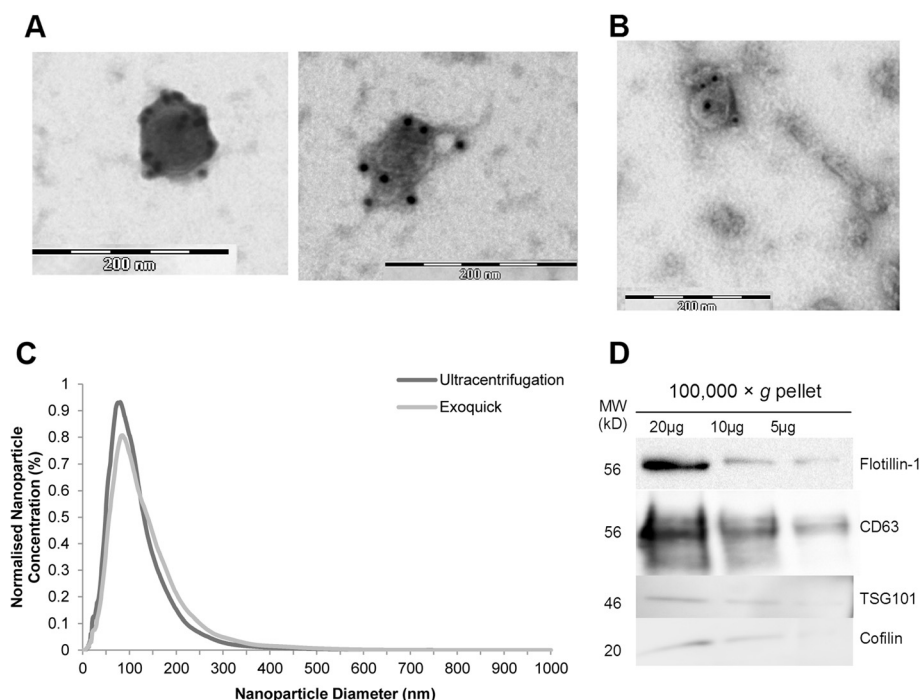 A
B
200 nm
200 nm
200 nm
C
D
Ultracentrifugation
Exoquick
1
0.9
0.8
0.7
0.6
0.5
0.4
0.3
0.2
0.1
0
Normalised Nanoparticle
Concentration (%)
0 100 200 300 400 500 600 700 800 900 1000
Nanoparticle Diameter (nm)
100,000 × g pellet
MW
(kD)
20µg 10µg 5µg
56 Flotillin-1
56 CD63
46 TSG101
20 Cofilin